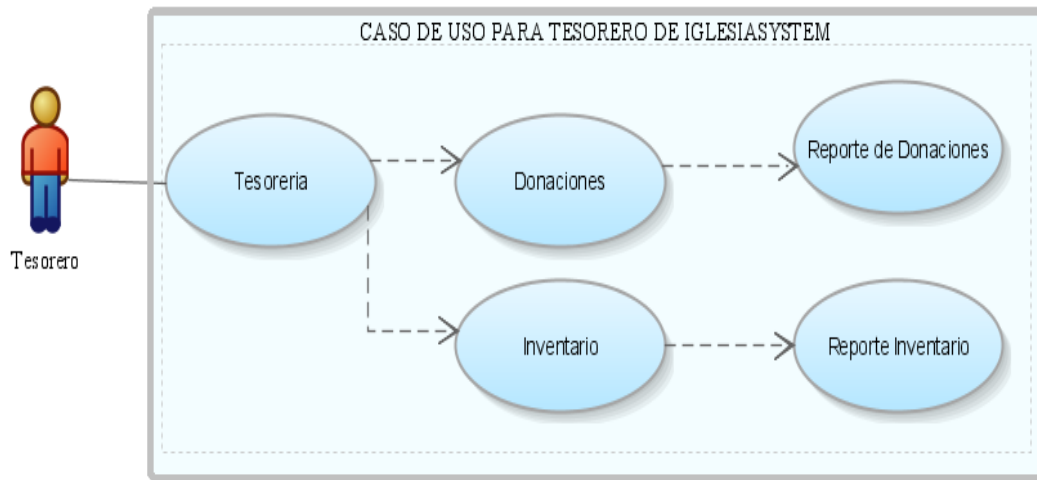 CASO DE USO PARA TESORERO DE IGLESIASYSTEM
Tesorero
Tesoreria
Donaciones
Reporte de Donaciones
Inventario
Reporte Inventario